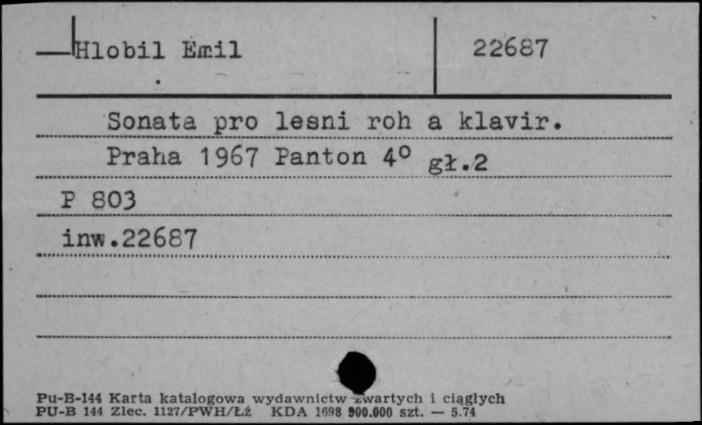 Hlobil Emil 22687
Sonata pro lesni roh a klavir.
Praha 1967 Panton 4° gł.2
P 803
inw.22687
Pu-B-144 Karta katalogowa wydawnictw zwartych i ciągłych
PU-B 144 Zlec. 1127/PWH/Łź KDA 1698 900.000 szt. — 5.74